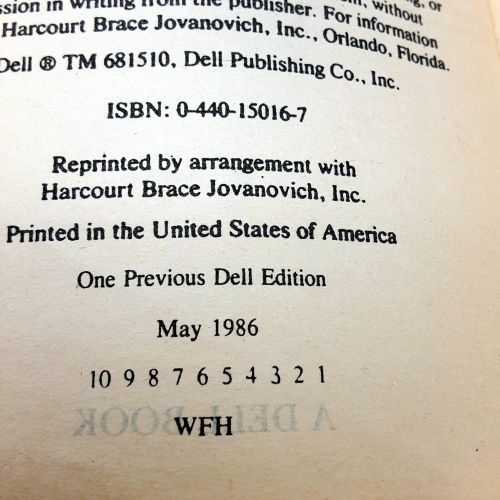 ssion in writing from the publisher. For information
Harcourt Brace Jovanovich, Inc., Orlando, Florida.
Dell ® TM 681510, Dell Publishing Co., Inc.
ISBN: 0-440-15016-7
Reprinted by arrangement with
Harcourt Brace Jovanovich, Inc.
Printed in the United States of America
One Previous Dell Edition
May 1986
10 9 8 7 6 5 4 3 2 1
A DELL BOOK
WFH